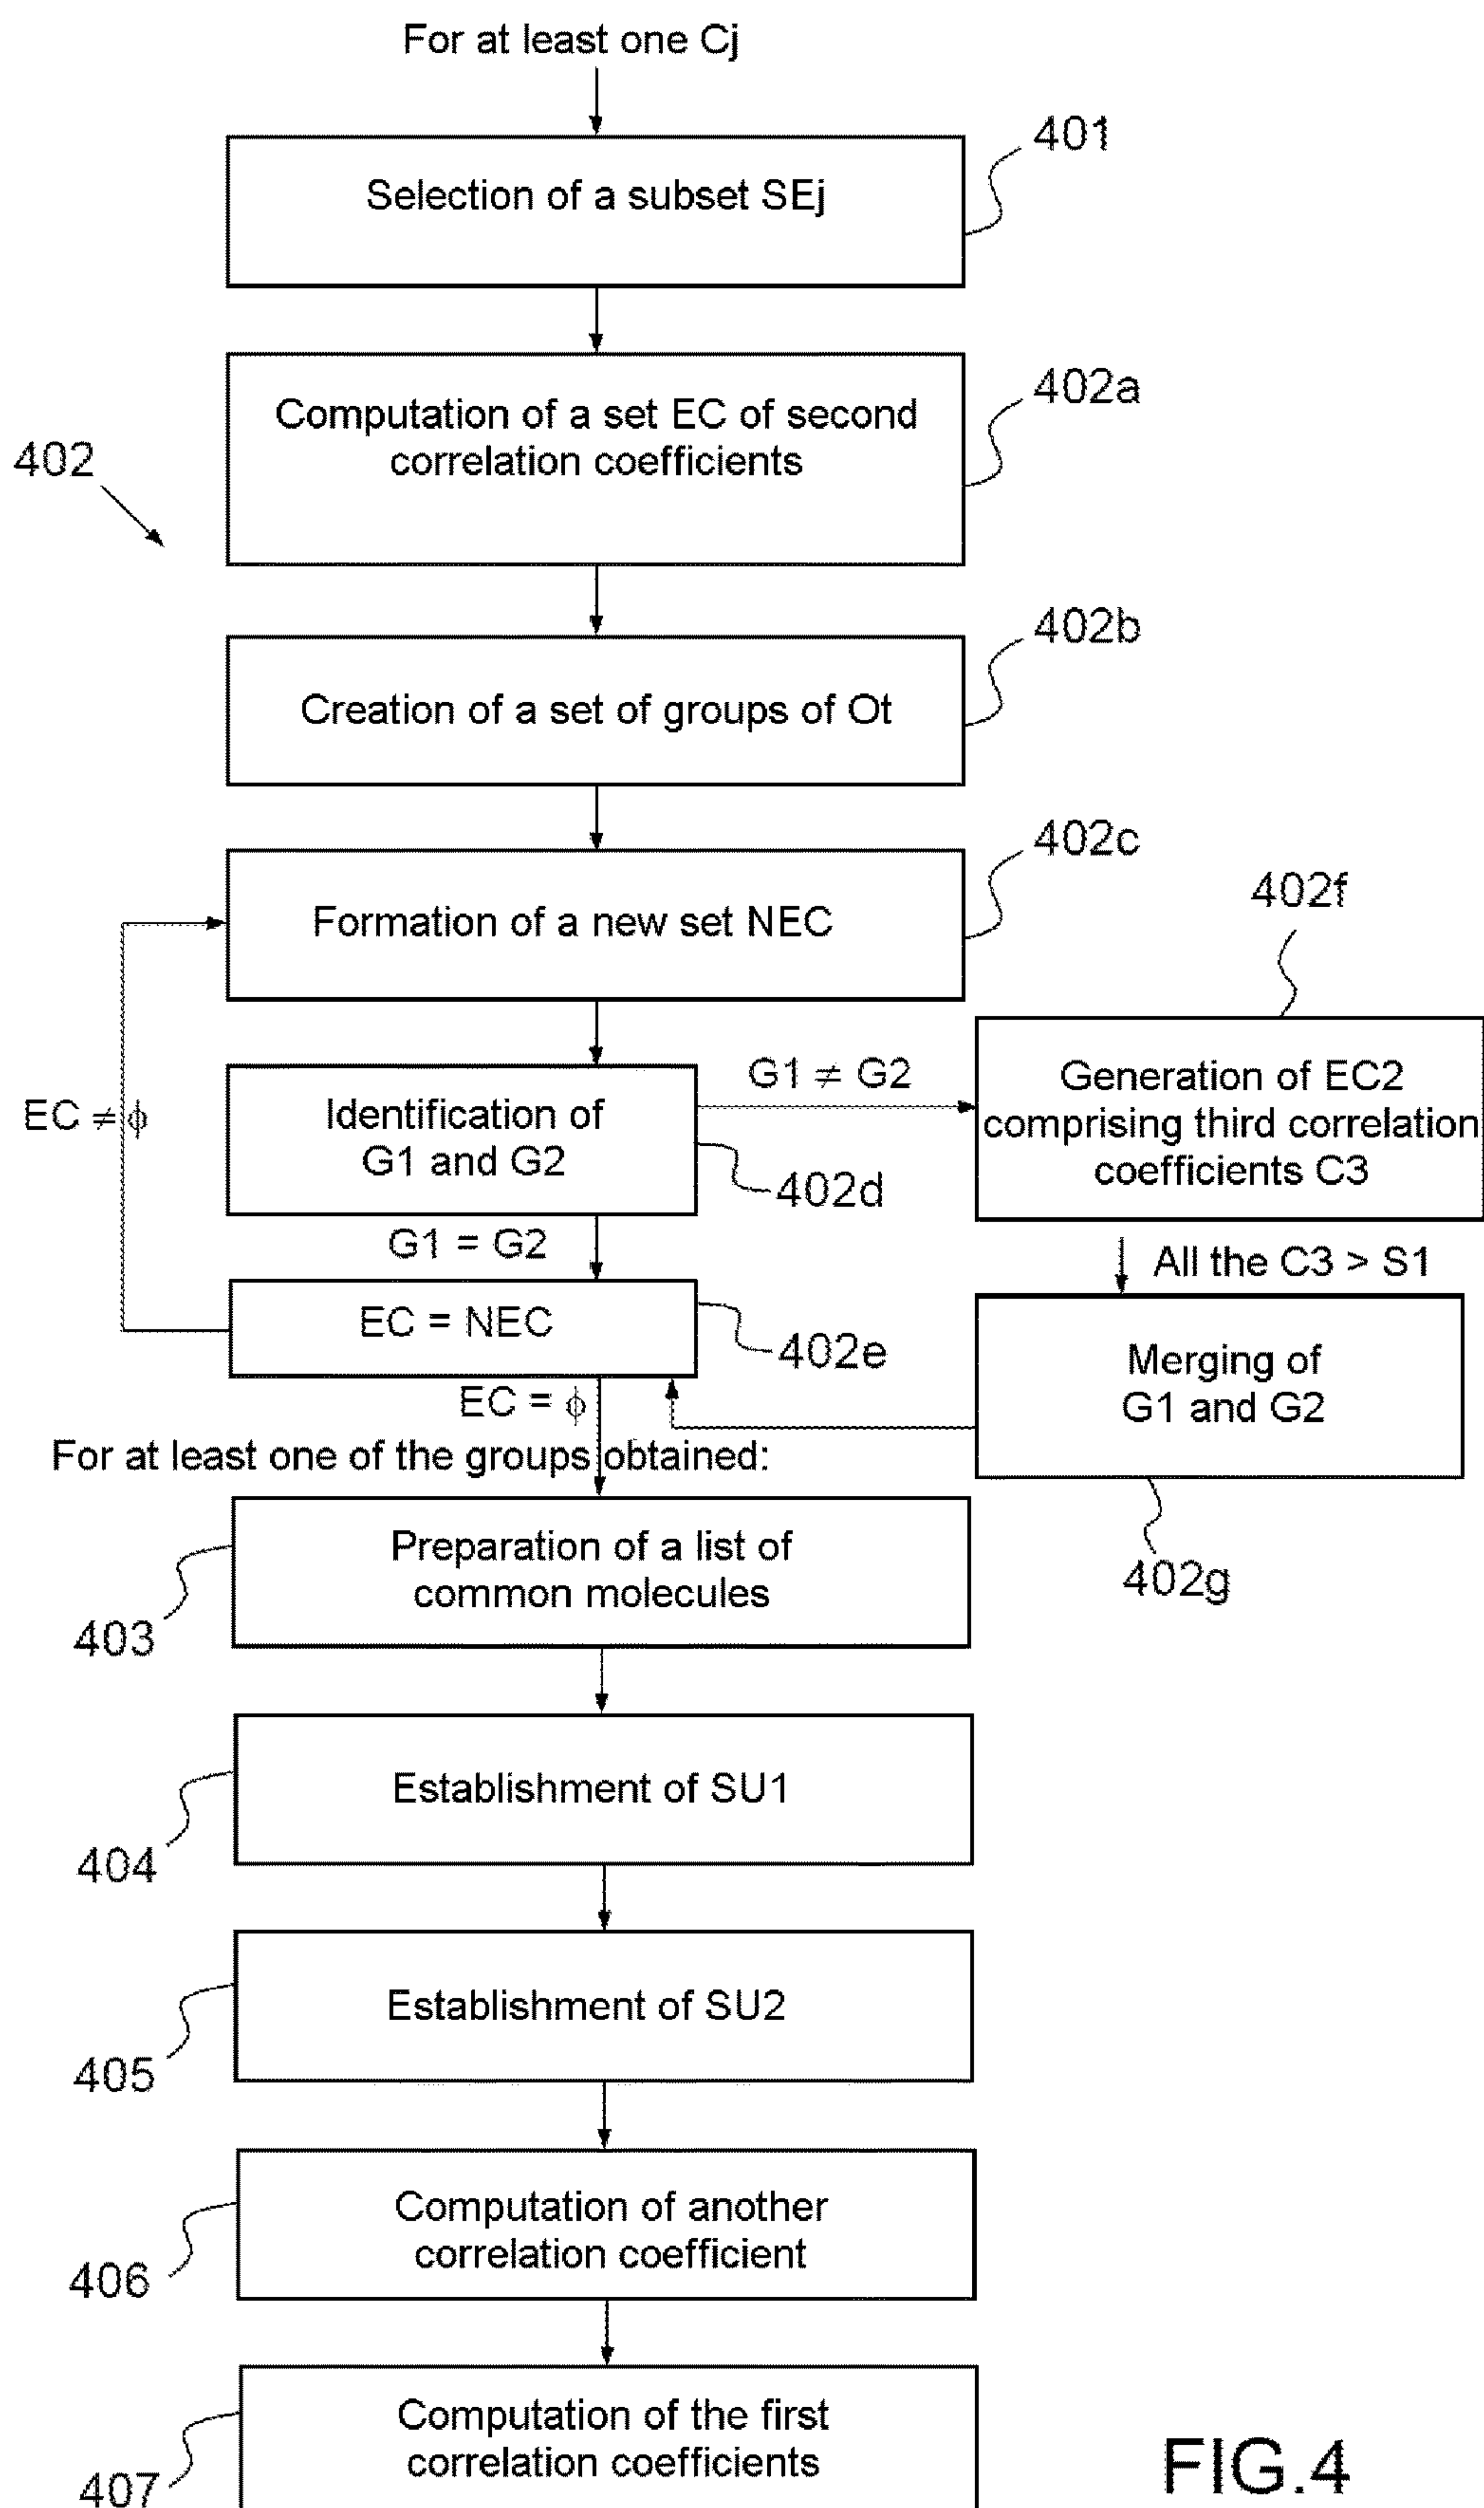 For at least one Cj
401
Selection of a subset SEj
402a
Computation of a set EC of second
correlation coefficients
402
402b
Creation of a set of groups of Ot
402c
Formation of a new set NEC
402f
G1 ≠ G2
Generation of EC2
comprising third correlation
coefficients C3
EC ≠ ϕ
Identification of
G1 and G2
402d
G1 = G2
All the C3 > S1
EC = NEC
402e
Merging of
G1 and G2
EC = ϕ
For at least one of the groups obtained:
402g
Preparation of a list of
common molecules
403
Establishment of SU1
404
Establishment of SU2
405
Computation of another
correlation coefficient
406
Computation of the first
correlation coefficients
407
FIG.4